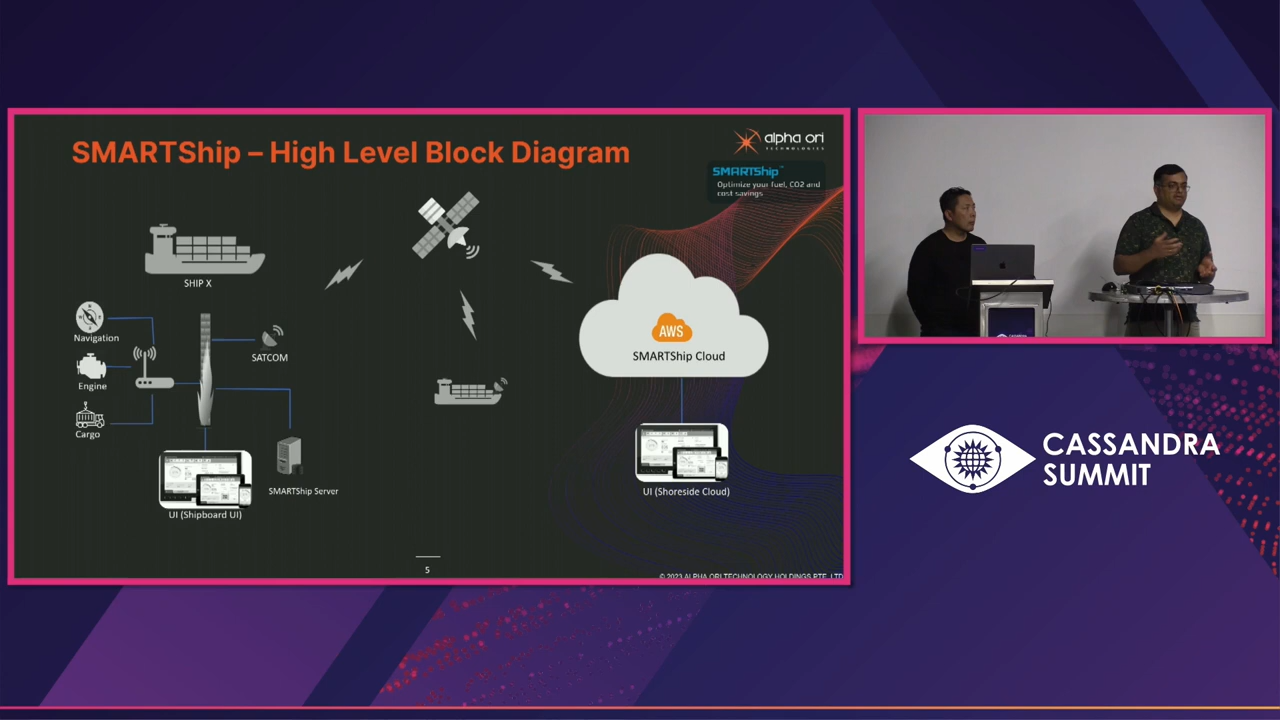 SMARTShip – High Level Block Diagram
alpha ori
TECHNOLOGIES
SMARTShip™
Optimize your fuel, CO2 and
cost savings
SHIP X
Navigation
Engine
Cargo
SATCOM
UI (Shipboard UI)
SMARTShip Server
AWS
SMARTShip Cloud
UI (Shoreside Cloud)
5
© 2023 ALPHA ORI TECHNOLOGY HOLDINGS PTE. LTD
CASSANDRA
SUMMIT